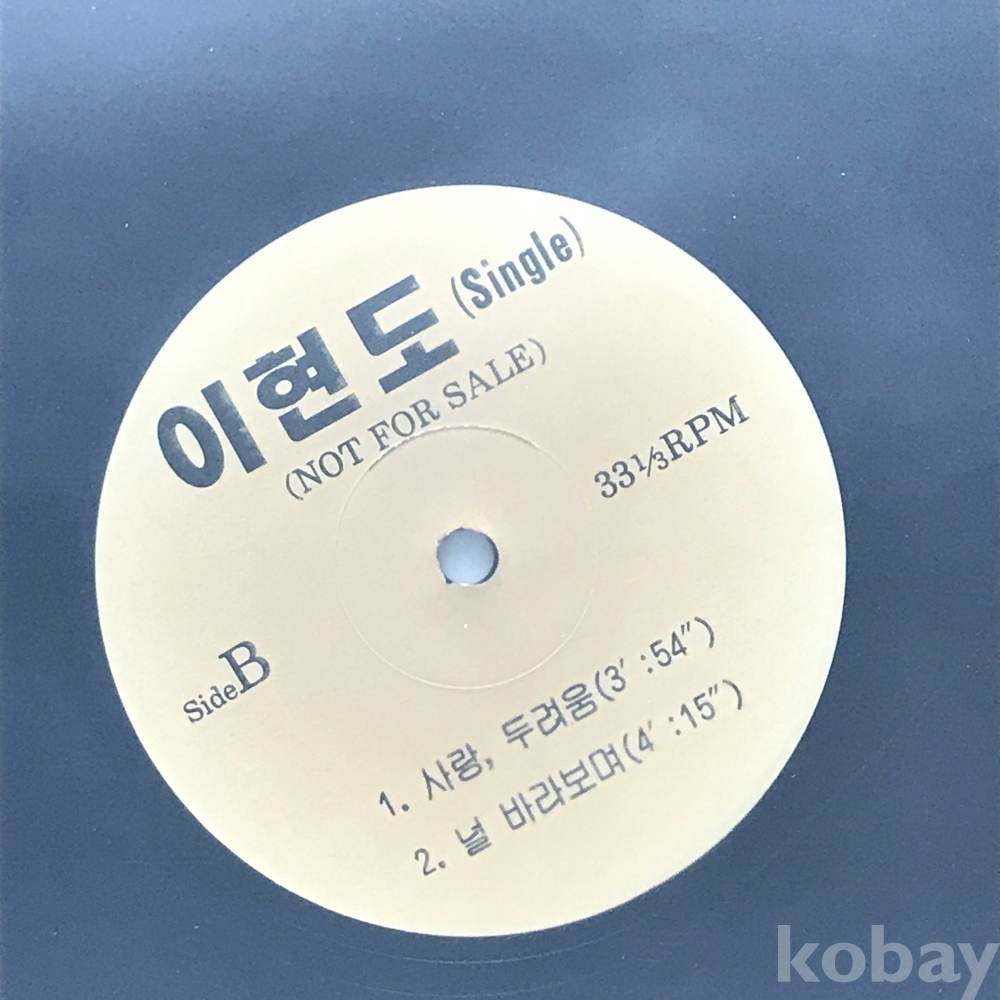 이현도 (Single)
(NOT FOR SALE)
33⅓RPM
Side B
1. 사랑, 두려움(3′ :54″)
2. 널 바라보며(4′ :15″)
kobay